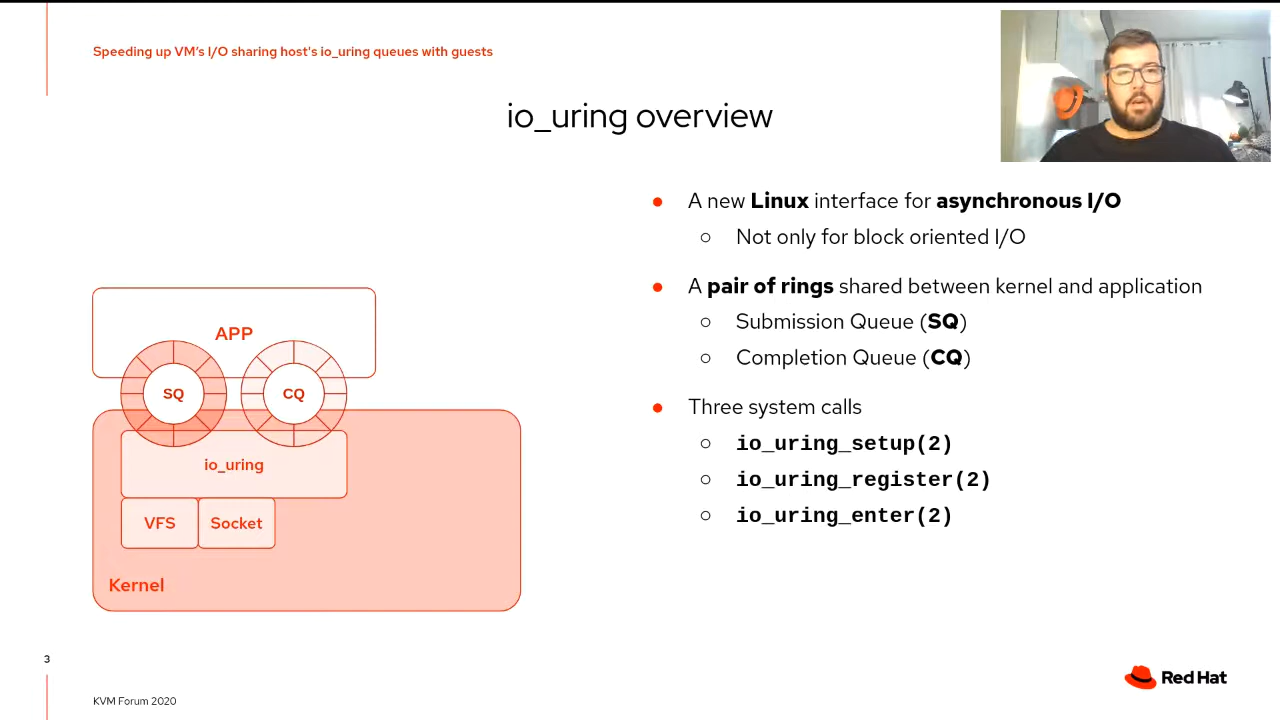 Speeding up VM's I/O sharing host's io_uring queues with guests
io_uring overview
● A new Linux interface for asynchronous I/O
○ Not only for block oriented I/O
● A pair of rings shared between kernel and application
○ Submission Queue (SQ)
○ Completion Queue (CQ)
● Three system calls
○ io_uring_setup(2)
○ io_uring_register(2)
○ io_uring_enter(2)
APP
SQ
CQ
io_uring
VFS
Socket
Kernel
3
KVM Forum 2020
Red Hat